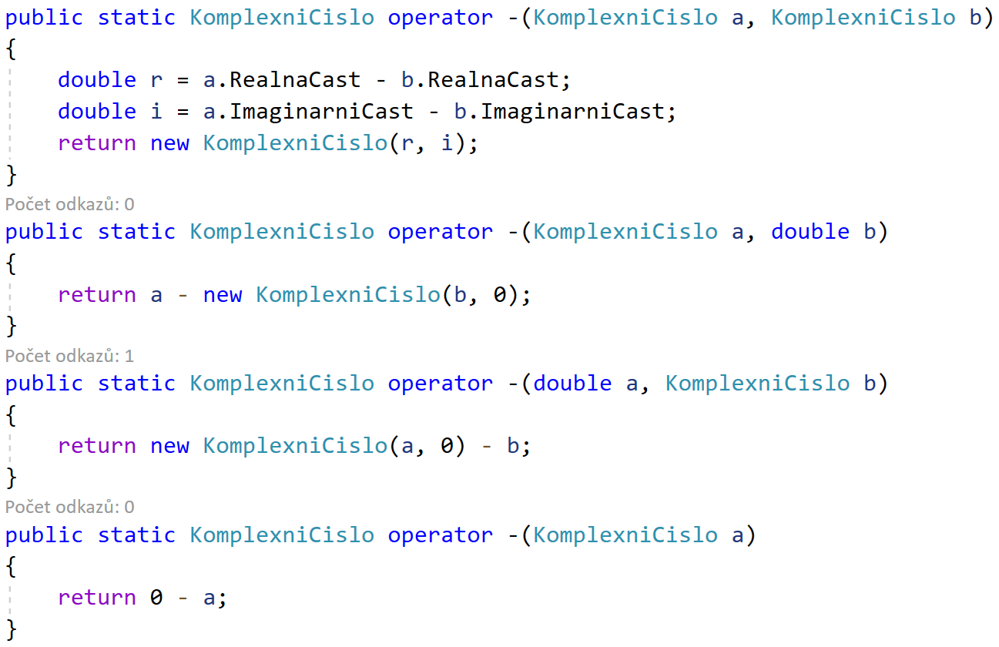 public static KomplexniCislo operator -(KomplexniCislo a, KomplexniCislo b)
{
    double r = a.RealnaCast - b.RealnaCast;
    double i = a.ImaginarniCast - b.ImaginarniCast;
    return new KomplexniCislo(r, i);
}
Počet odkazů: 0
public static KomplexniCislo operator -(KomplexniCislo a, double b)
{
    return a - new KomplexniCislo(b, 0);
}
Počet odkazů: 1
public static KomplexniCislo operator -(double a, KomplexniCislo b)
{
    return new KomplexniCislo(a, 0) - b;
}
Počet odkazů: 0
public static KomplexniCislo operator -(KomplexniCislo a)
{
    return 0 - a;
}